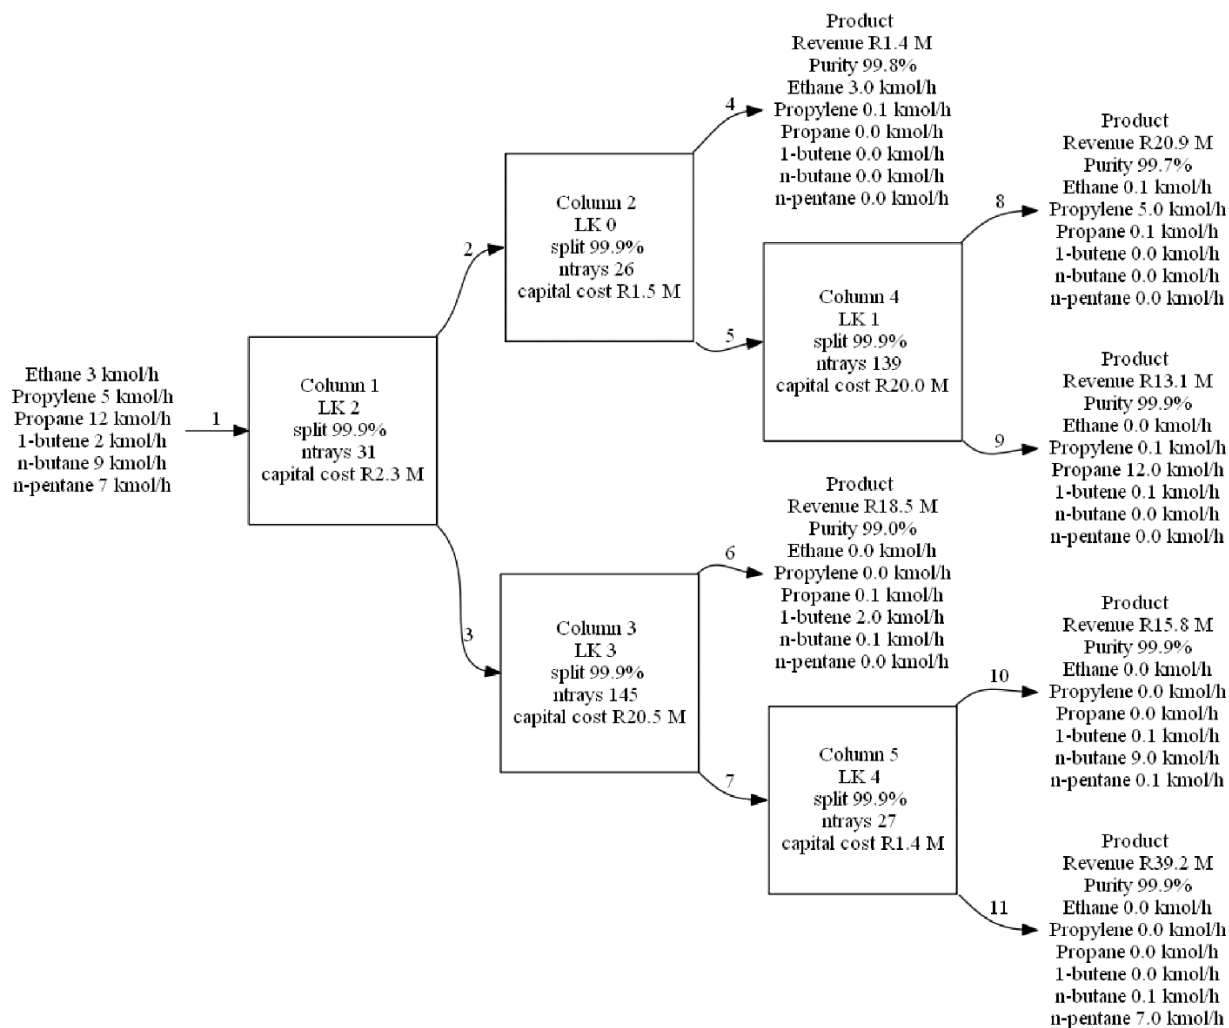 Ethane 3 kmol/h
Propylene 5 kmol/h
Propane 12 kmol/h
1-butene 2 kmol/h
n-butane 9 kmol/h
n-pentane 7 kmol/h
1
Column 1
LK 2
split 99.9%
ntrays 31
capital cost R2.3 M
2
3
Column 2
LK 0
split 99.9%
ntrays 26
capital cost R1.5 M
4
5
Product
Revenue R1.4 M
Purity 99.8%
Ethane 3.0 kmol/h
Propylene 0.1 kmol/h
Propane 0.0 kmol/h
1-butene 0.0 kmol/h
n-butane 0.0 kmol/h
n-pentane 0.0 kmol/h
Column 4
LK 1
split 99.9%
ntrays 139
capital cost R20.0 M
8
9
Product
Revenue R20.9 M
Purity 99.7%
Ethane 0.1 kmol/h
Propylene 5.0 kmol/h
Propane 0.1 kmol/h
1-butene 0.0 kmol/h
n-butane 0.0 kmol/h
n-pentane 0.0 kmol/h
Product
Revenue R13.1 M
Purity 99.9%
Ethane 0.0 kmol/h
Propylene 0.1 kmol/h
Propane 12.0 kmol/h
1-butene 0.1 kmol/h
n-butane 0.0 kmol/h
n-pentane 0.0 kmol/h
Column 3
LK 3
split 99.9%
ntrays 145
capital cost R20.5 M
6
7
Product
Revenue R18.5 M
Purity 99.0%
Ethane 0.0 kmol/h
Propylene 0.0 kmol/h
Propane 0.1 kmol/h
1-butene 2.0 kmol/h
n-butane 0.1 kmol/h
n-pentane 0.0 kmol/h
Column 5
LK 4
split 99.9%
ntrays 27
capital cost R1.4 M
10
11
Product
Revenue R15.8 M
Purity 99.9%
Ethane 0.0 kmol/h
Propylene 0.0 kmol/h
Propane 0.0 kmol/h
1-butene 0.1 kmol/h
n-butane 9.0 kmol/h
n-pentane 0.1 kmol/h
Product
Revenue R39.2 M
Purity 99.9%
Ethane 0.0 kmol/h
Propylene 0.0 kmol/h
Propane 0.0 kmol/h
1-butene 0.0 kmol/h
n-butane 0.1 kmol/h
n-pentane 7.0 kmol/h